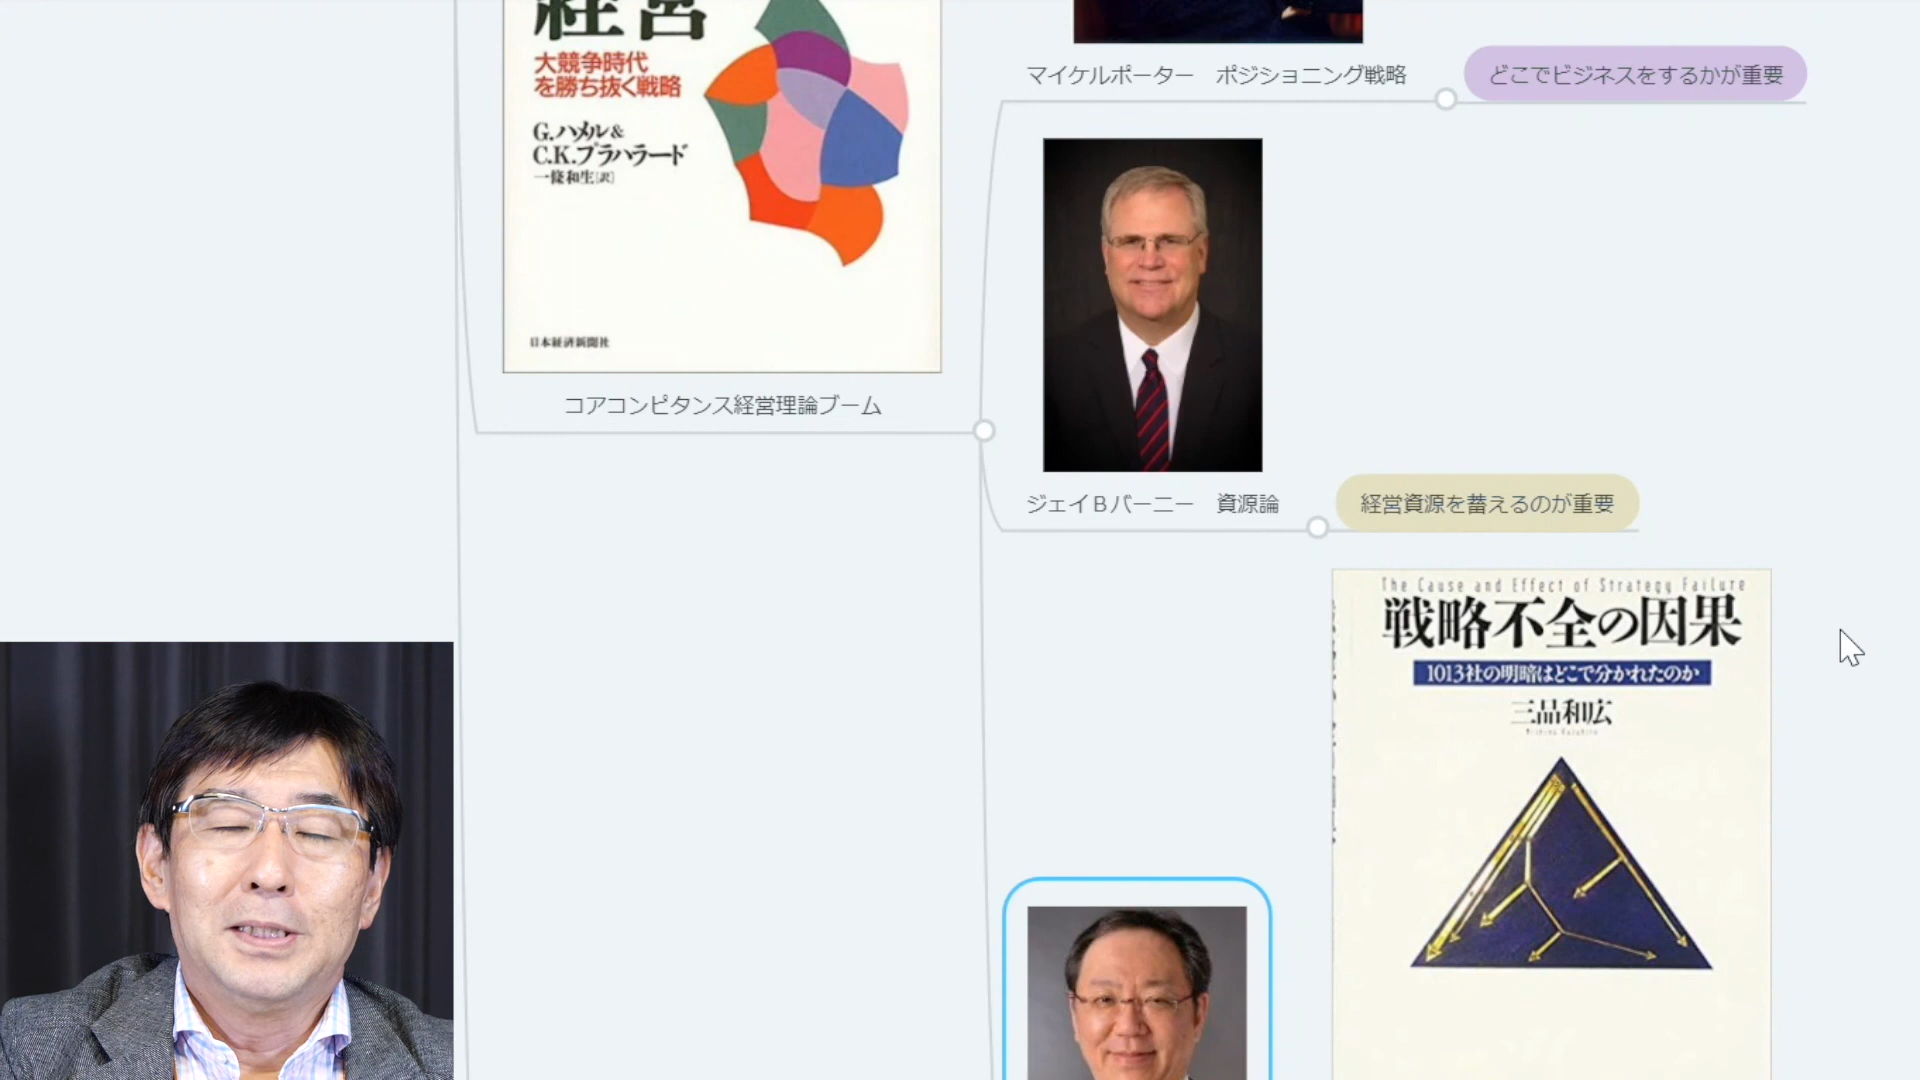 経営
大競争時代
を勝ち抜く戦略
G.ハメル&
C.K.プラハラード
一條和生[訳]
日本経済新聞社
コアコンピタンス経営理論ブーム
マイケルポーター　ポジショニング戦略
どこでビジネスをするかが重要
ジェイBバーニー　資源論
経営資源を蓄えるのが重要
The Cause and Effect of Strategy Failure
戦略不全の因果
1013社の明暗はどこで分かれたのか
三品和広